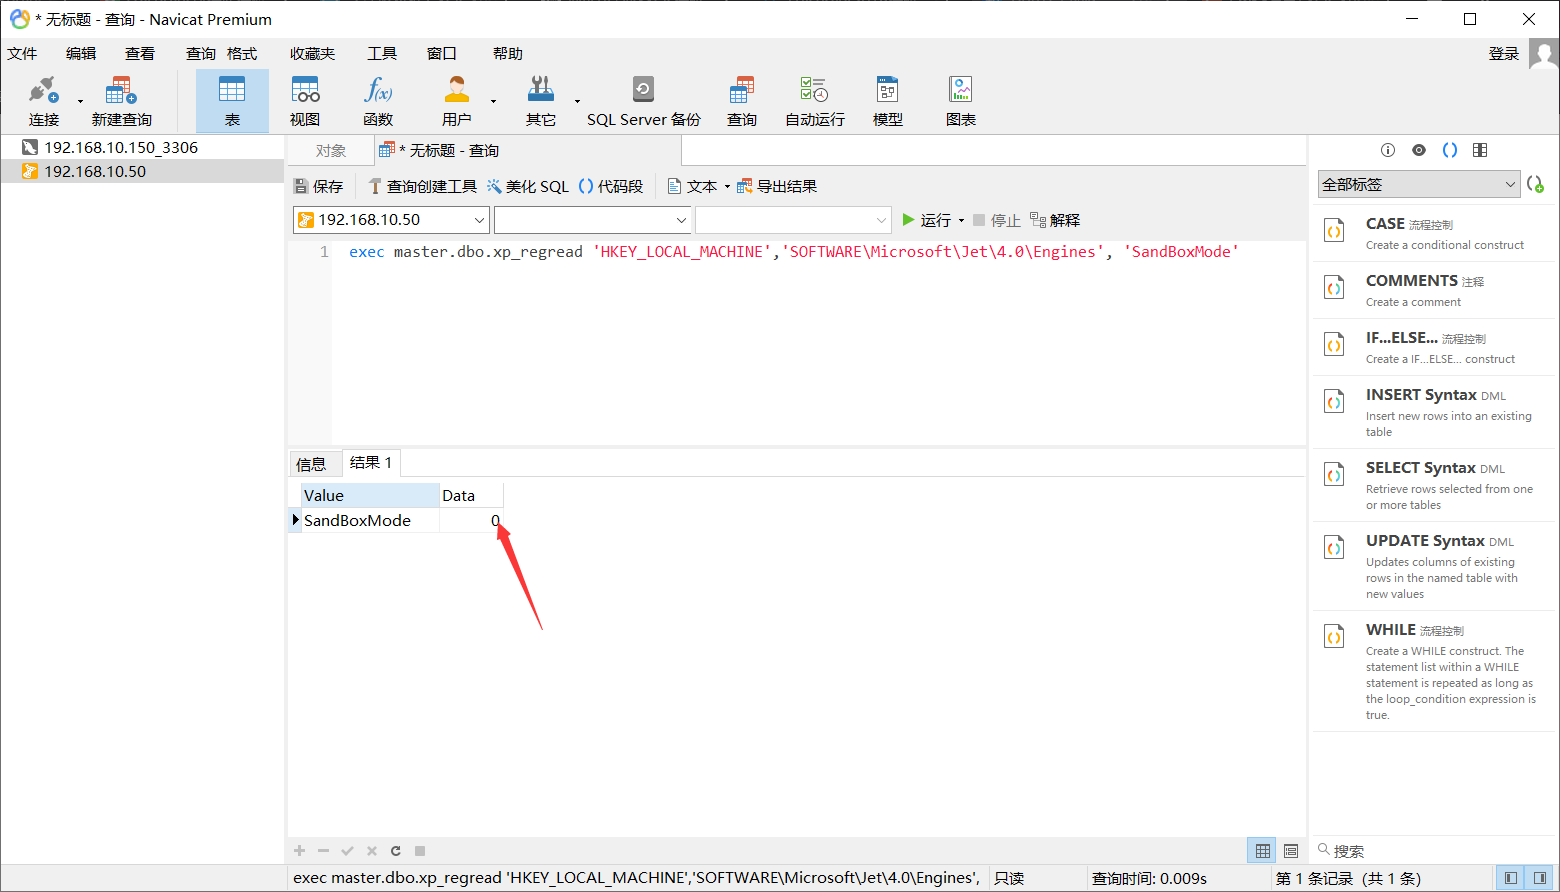 * 无标题 - 查询 - Navicat Premium
文件 编辑 查看 查询 格式 收藏夹 工具 窗口 帮助 登录
连接 新建查询 表 视图 函数 用户 其它 SQL Server 备份 查询 自动运行 模型 图表
192.168.10.150_3306
192.168.10.50
对象 * 无标题 - 查询
保存 查询创建工具 美化 SQL 代码段 文本 导出结果
192.168.10.50 运行 停止 解释
1 exec master.dbo.xp_regread 'HKEY_LOCAL_MACHINE','SOFTWARE\Microsoft\Jet\4.0\Engines', 'SandBoxMode'
信息 结果 1
Value Data
SandBoxMode 0
全部标签
CASE 流程控制
Create a conditional construct
COMMENTS 注释
Create a comment
IF...ELSE... 流程控制
Create a IF...ELSE... construct
INSERT Syntax DML
Insert new rows into an existing
table
SELECT Syntax DML
Retrieve rows selected from one
or more tables
UPDATE Syntax DML
Updates columns of existing
rows in the named table with
new values
WHILE 流程控制
Create a WHILE construct. The
statement list within a WHILE
statement is repeated as long as
the loop_condition expression is
true.
搜索
exec master.dbo.xp_regread 'HKEY_LOCAL_MACHINE','SOFTWARE\Microsoft\Jet\4.0\Engines', 只读 查询时间: 0.009s 第 1 条记录 (共 1 条)